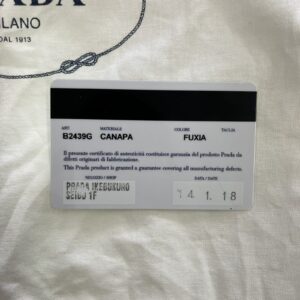 ADA
ILANO
DAL 1913
ART. MATERIALE COLORE TAGLIA
B2439G CANAPA FUXIA
Il presente certificato di autenticità costituisce garanzia del prodotto Prada da
difetti originari di fabbricazione.
This Prada product is granted a guarantee covering all manufacturing defects.
NEGOZIO / SHOP DATA / DATE
PRADA IKEBUKURO
SEIBU 1F
14. 1. 18